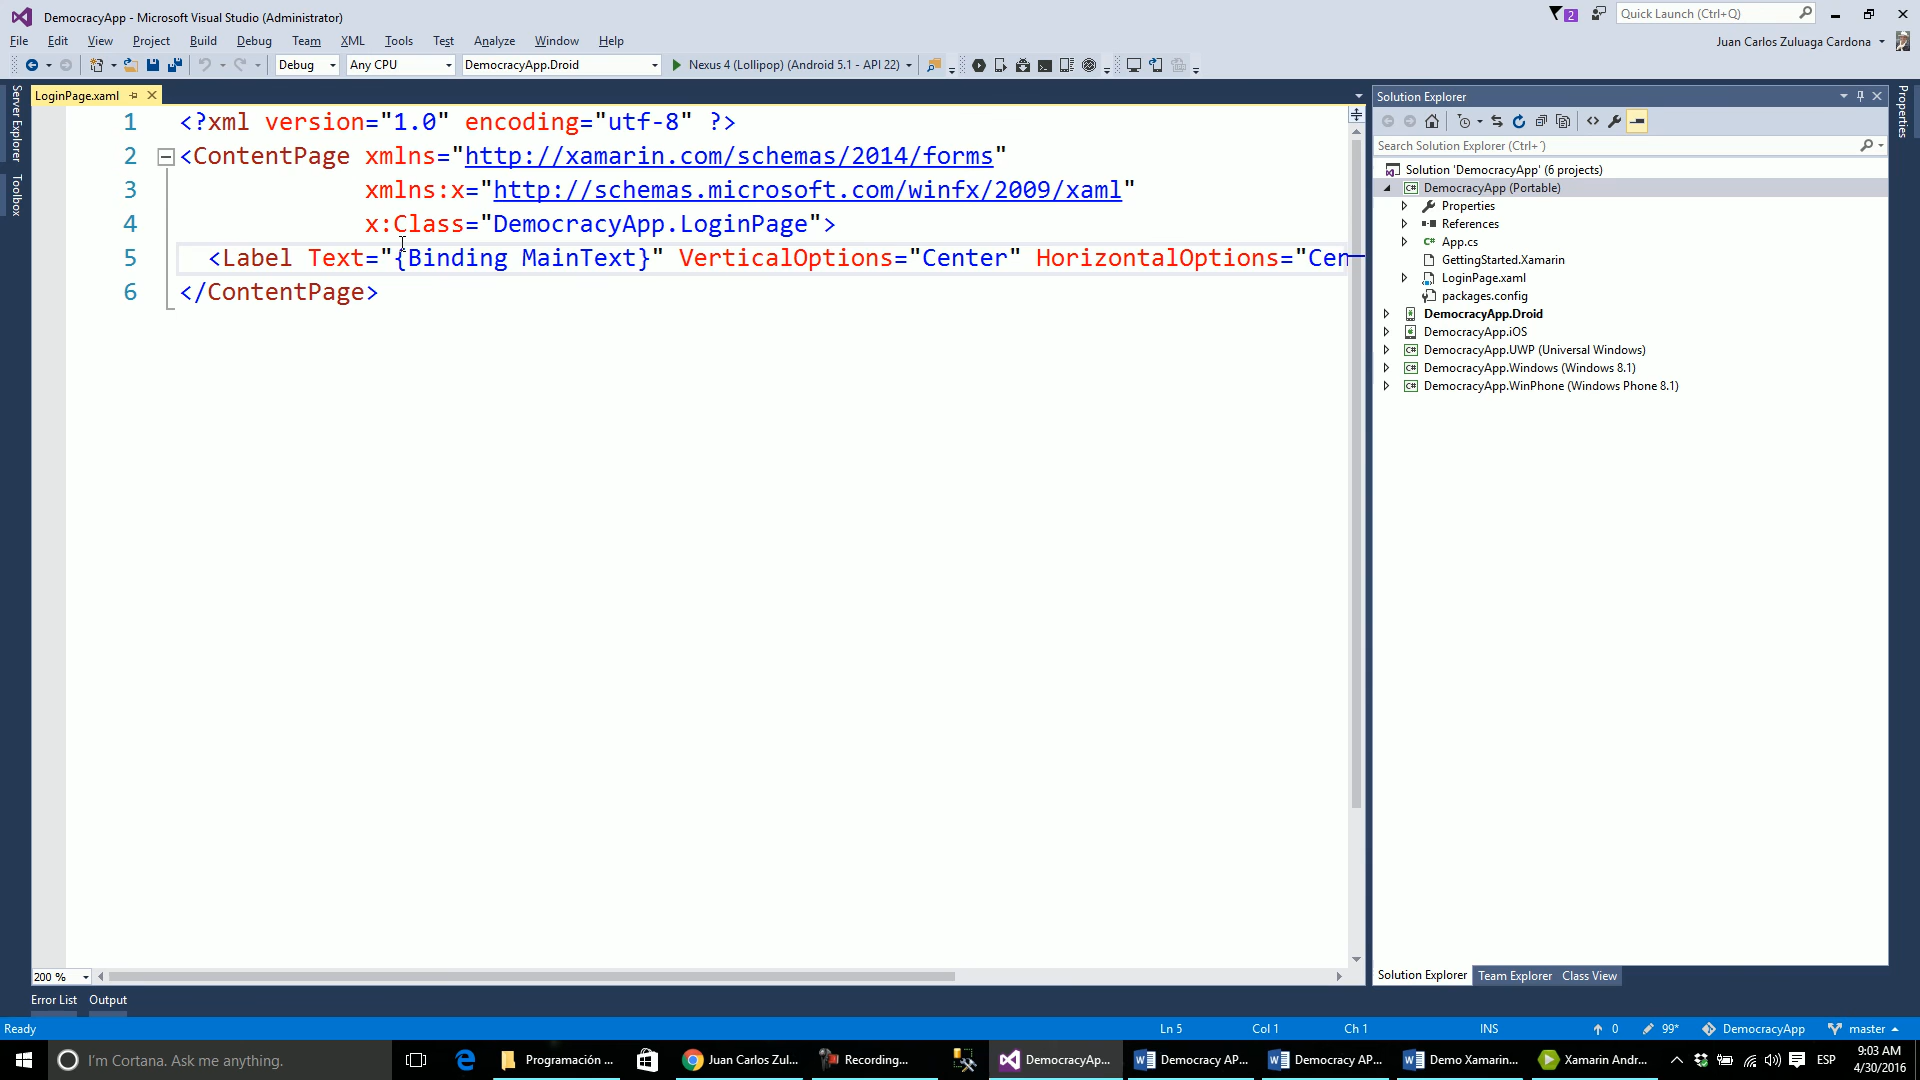 DemocracyApp - Microsoft Visual Studio (Administrator)
2
Quick Launch (Ctrl+Q)
File Edit View Project Build Debug Team XML Tools Test Analyze Window Help
Juan Carlos Zuluaga Cardona
Debug Any CPU DemocracyApp.Droid Nexus 4 (Lollipop) (Android 5.1 - API 22)
Server Explorer
Toolbox
LoginPage.xaml
1 <?xml version="1.0" encoding="utf-8" ?>
2 <ContentPage xmlns="http://xamarin.com/schemas/2014/forms"
3 xmlns:x="http://schemas.microsoft.com/winfx/2009/xaml"
4 x:Class="DemocracyApp.LoginPage">
5 <Label Text="{Binding MainText}" VerticalOptions="Center" HorizontalOptions="Cen
6 </ContentPage>
200 %
Solution Explorer
Search Solution Explorer (Ctrl+´)
Solution 'DemocracyApp' (6 projects)
C# DemocracyApp (Portable)
Properties
References
C# App.cs
GettingStarted.Xamarin
LoginPage.xaml
packages.config
DemocracyApp.Droid
DemocracyApp.iOS
C# DemocracyApp.UWP (Universal Windows)
C# DemocracyApp.Windows (Windows 8.1)
C# DemocracyApp.WinPhone (Windows Phone 8.1)
Solution Explorer Team Explorer Class View
Properties
Error List Output
Ready Ln 5 Col 1 Ch 1 INS 0 99* DemocracyApp master
I'm Cortana. Ask me anything. Programación ... Juan Carlos Zul... Recording... DemocracyAp... Democracy AP... Democracy AP... Demo Xamarin... Xamarin Andr... ESP 9:03 AM
4/30/2016